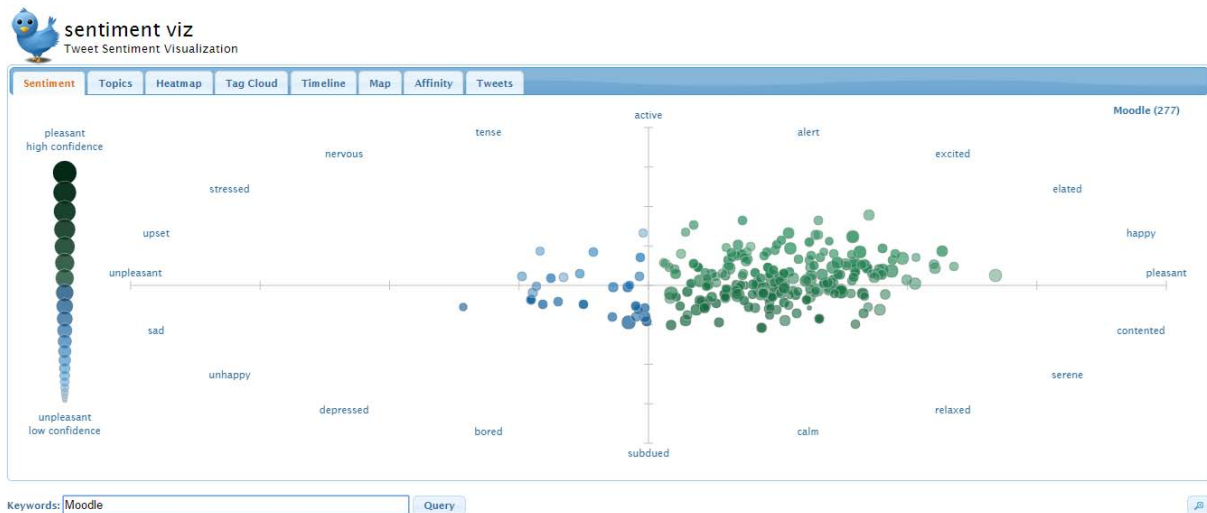 sentiment viz
Tweet Sentiment Visualization
Sentiment Topics Heatmap Tag Cloud Timeline Map Affinity Tweets
Moodle (277)
active
pleasant
high confidence
tense
alert
nervous
excited
stressed
elated
upset
happy
unpleasant
pleasant
sad
contented
unhappy
serene
depressed
relaxed
unpleasant
low confidence
bored
calm
subdued
Keywords: Moodle Query